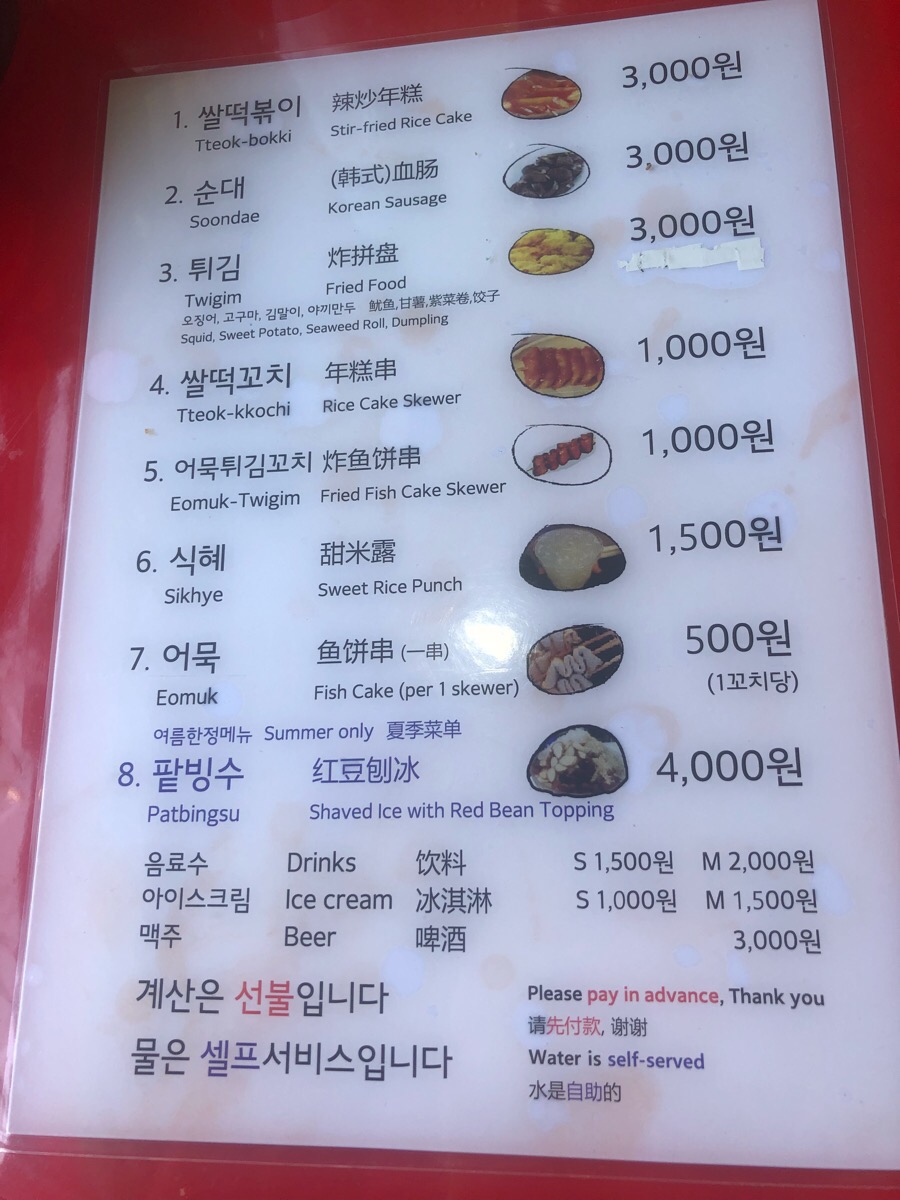 1. 쌀떡볶이 辣炒年糕 3,000원
Tteok-bokki Stir-fried Rice Cake
2. 순대 (韩式)血肠 3,000원
Soondae Korean Sausage
3. 튀김 炸拼盘 3,000원
Twigim Fried Food
오징어, 고구마, 김말이, 야끼만두 鱿鱼,甘薯,紫菜卷,饺子
Squid, Sweet Potato, Seaweed Roll, Dumpling
4. 쌀떡꼬치 年糕串 1,000원
Tteok-kkochi Rice Cake Skewer
5. 어묵튀김꼬치 炸鱼饼串 1,000원
Eomuk-Twigim Fried Fish Cake Skewer
6. 식혜 甜米露 1,500원
Sikhye Sweet Rice Punch
7. 어묵 鱼饼串 (一串) 500원
Eomuk Fish Cake (per 1 skewer) (1꼬치당)
여름한정메뉴 Summer only 夏季菜单
8. 팥빙수 红豆刨冰 4,000원
Patbingsu Shaved Ice with Red Bean Topping
음료수 Drinks 饮料 S 1,500원 M 2,000원
아이스크림 Ice cream 冰淇淋 S 1,000원 M 1,500원
맥주 Beer 啤酒 3,000원
계산은 선불입니다
물은 셀프서비스입니다
Please pay in advance, Thank you
请先付款, 谢谢
Water is self-served
水是自助的